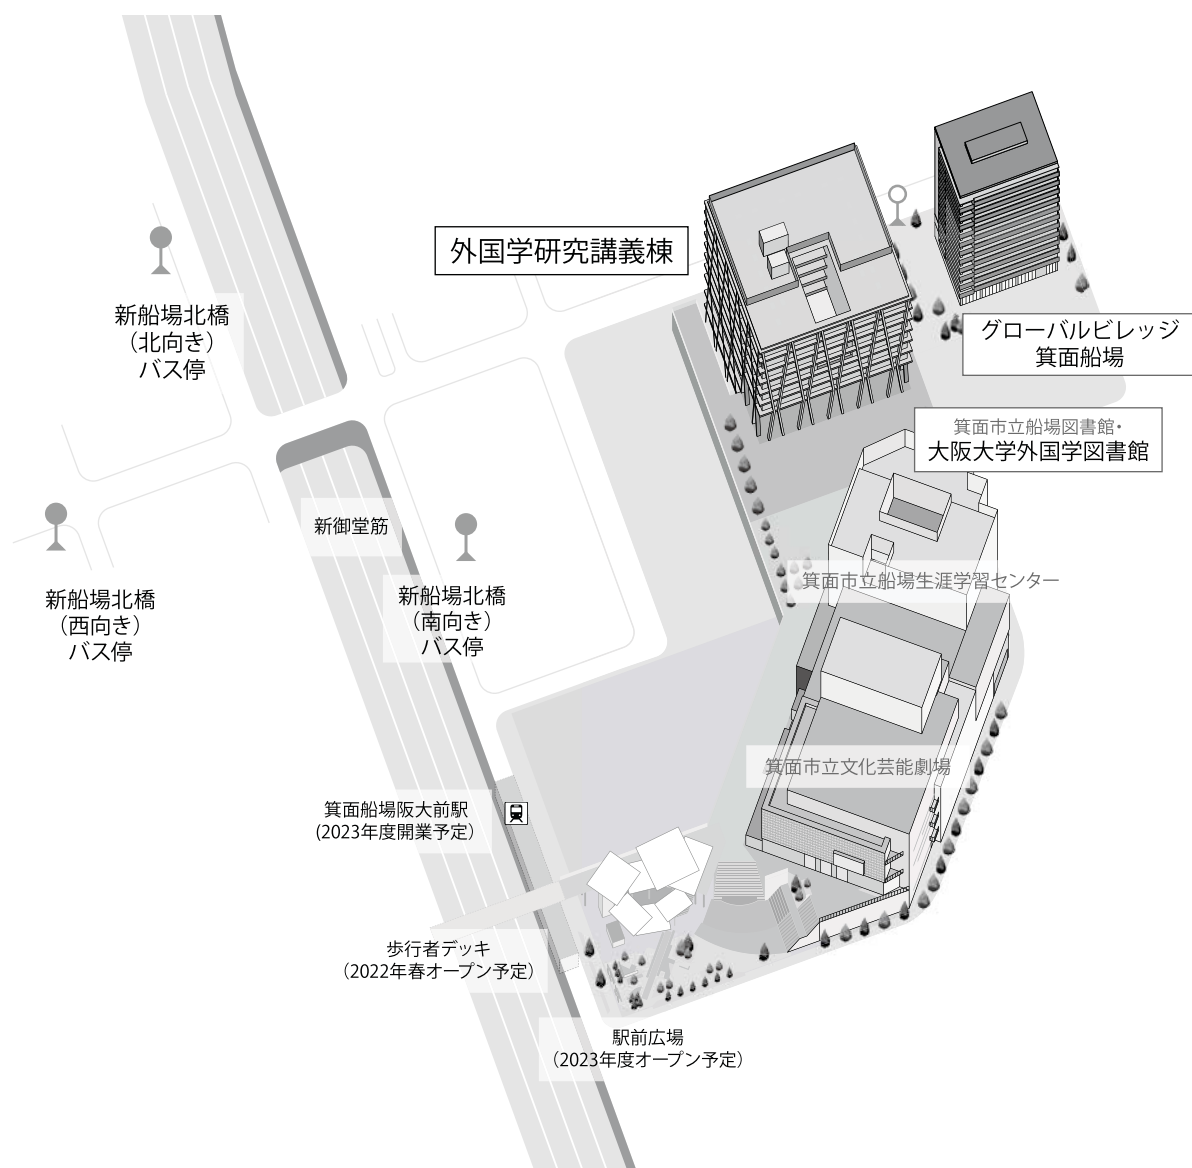 外国学研究講義棟
新船場北橋
（北向き）
バス停
グローバルビレッジ
箕面船場
箕面市立船場図書館・
大阪大学外国学図書館
新御堂筋
新船場北橋
（西向き）
バス停
新船場北橋
（南向き）
バス停
箕面市立船場生涯学習センター
箕面市立文化芸能劇場
箕面船場阪大前駅
(2023年度開業予定）
歩行者デッキ
（2022年春オープン予定）
駅前広場
（2023年度オープン予定）